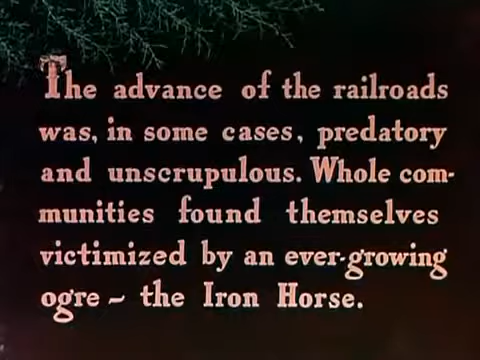 The advance of the railroads
was, in some cases, predatory
and unscrupulous. Whole com-
munities found themselves
victimized by an ever-growing
ogre ~ the Iron Horse.